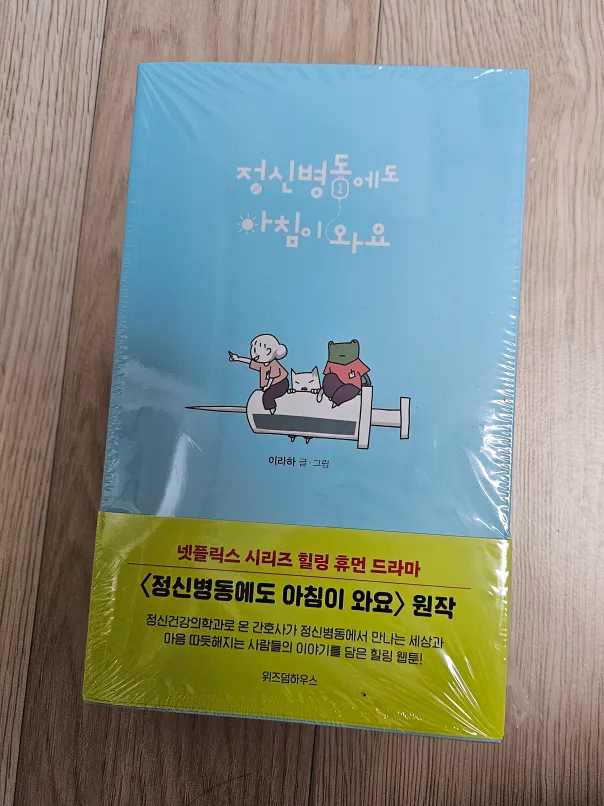 정신병동에도
1
아침이 와요
이라하 글·그림
넷플릭스 시리즈 힐링 휴먼 드라마
〈정신병동에도 아침이 와요〉 원작
정신건강의학과로 온 간호사가 정신병동에서 만나는 세상과
마음 따듯해지는 사람들의 이야기를 담은 힐링 웹툰!
위즈덤하우스